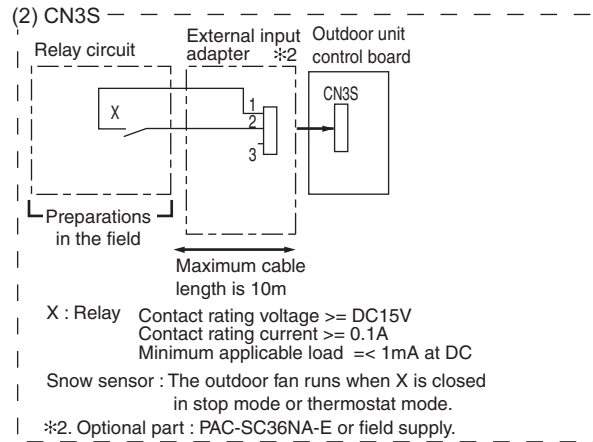 (2) CN3S
External input
adapter ※2
Outdoor unit
control board
Relay circuit
CN3S
X
1
2
3
Preparations
in the field
Maximum cable
length is 10m
X : Relay Contact rating voltage >= DC15V
Contact rating current >= 0.1A
Minimum applicable load =< 1mA at DC
Snow sensor : The outdoor fan runs when X is closed
in stop mode or thermostat mode.
※2. Optional part : PAC-SC36NA-E or field supply.